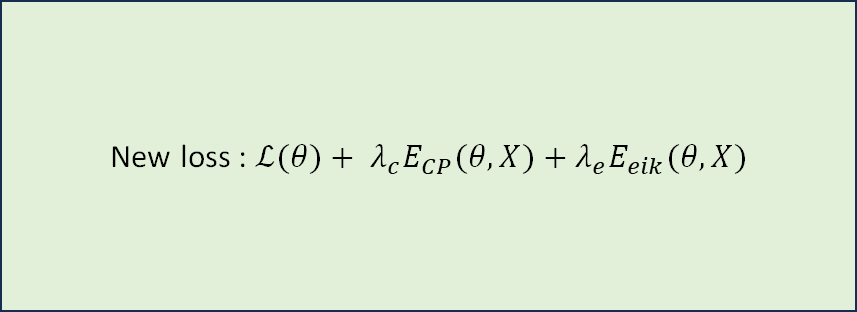 New loss : ℒ(θ) + λ_c E_CP(θ, X) + λ_e E_eik(θ, X)